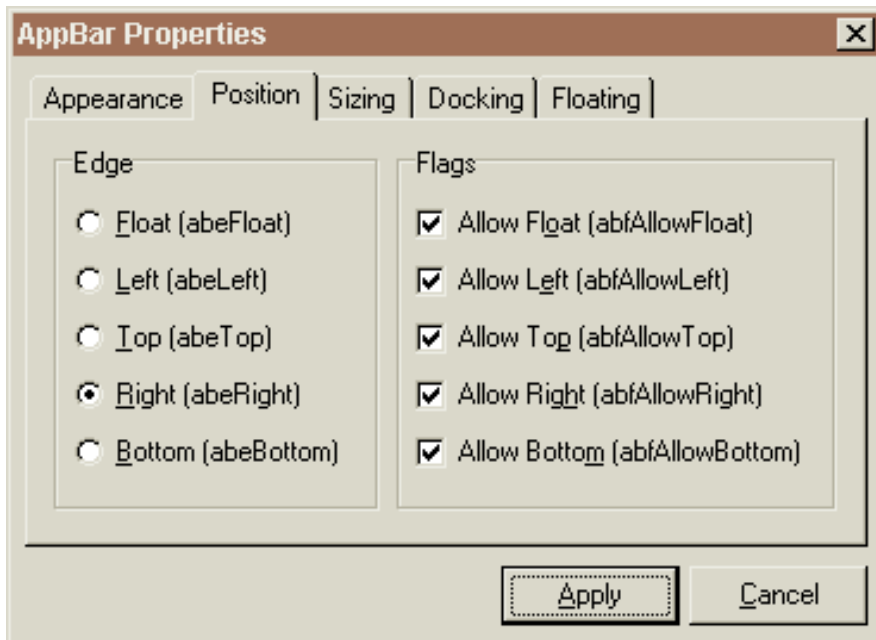 AppBar Properties
Appearance Position Sizing Docking Floating
Edge
Float (abeFloat)
Left (abeLeft)
Top (abeTop)
Right (abeRight)
Bottom (abeBottom)
Flags
Allow Float (abfAllowFloat)
Allow Left (abfAllowLeft)
Allow Top (abfAllowTop)
Allow Right (abfAllowRight)
Allow Bottom (abfAllowBottom)
Apply Cancel